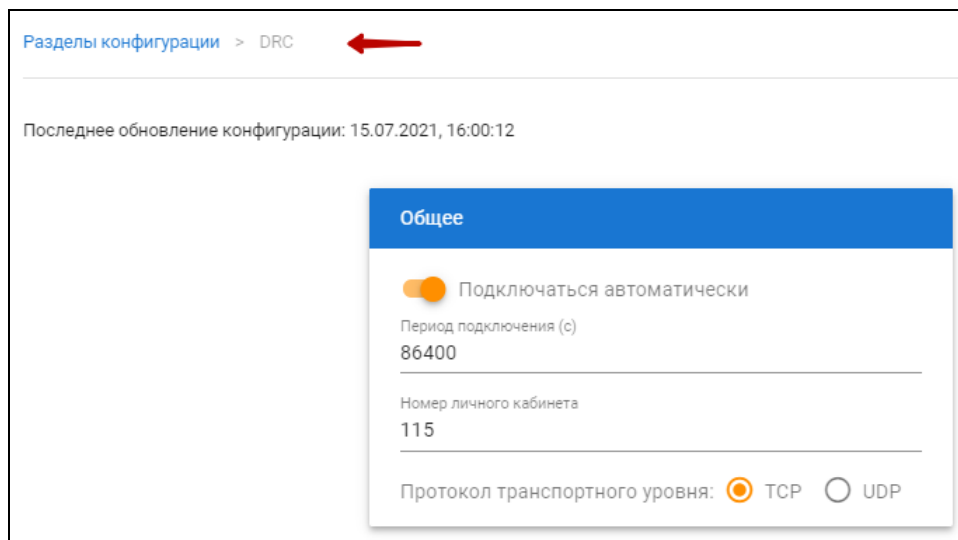 Разделы конфигурации > DRC
Последнее обновление конфигурации: 15.07.2021, 16:00:12
Общее
Подключаться автоматически
Период подключения (с)
86400
Номер личного кабинета
115
Протокол транспортного уровня: TCP UDP